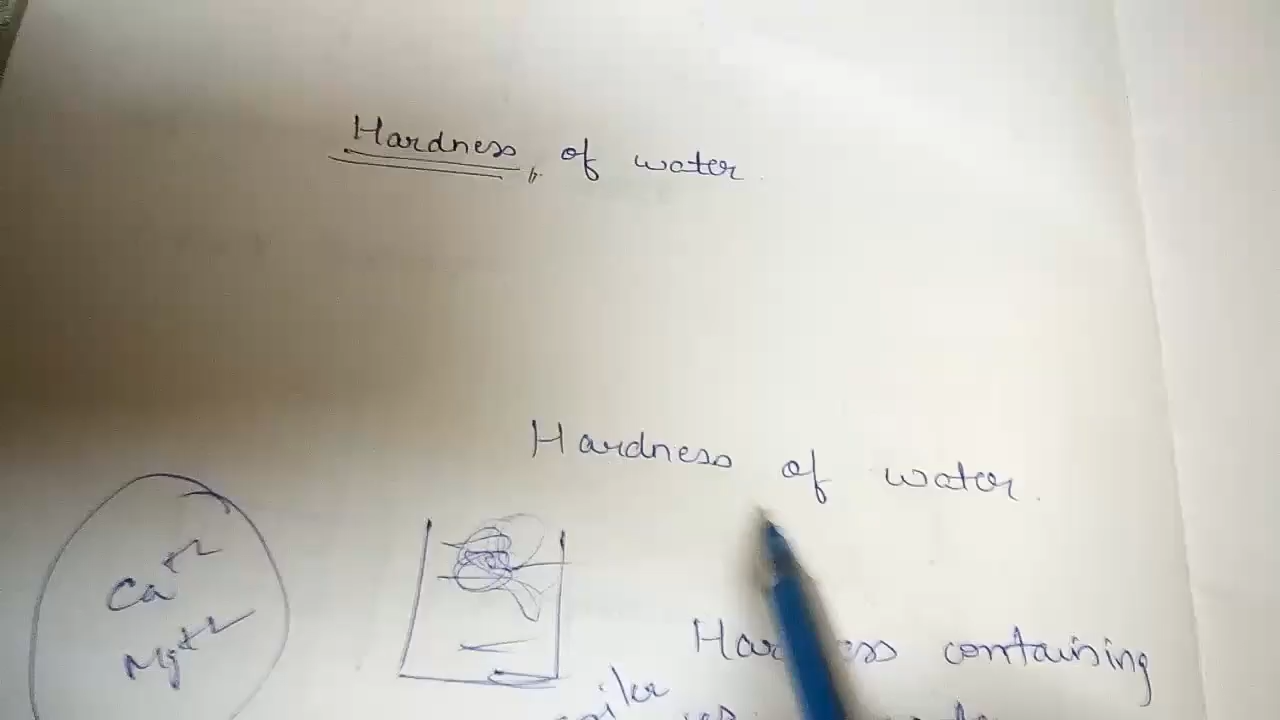 Hardness of water.
Hardness of water.
Ca+2
Mg+2
containing